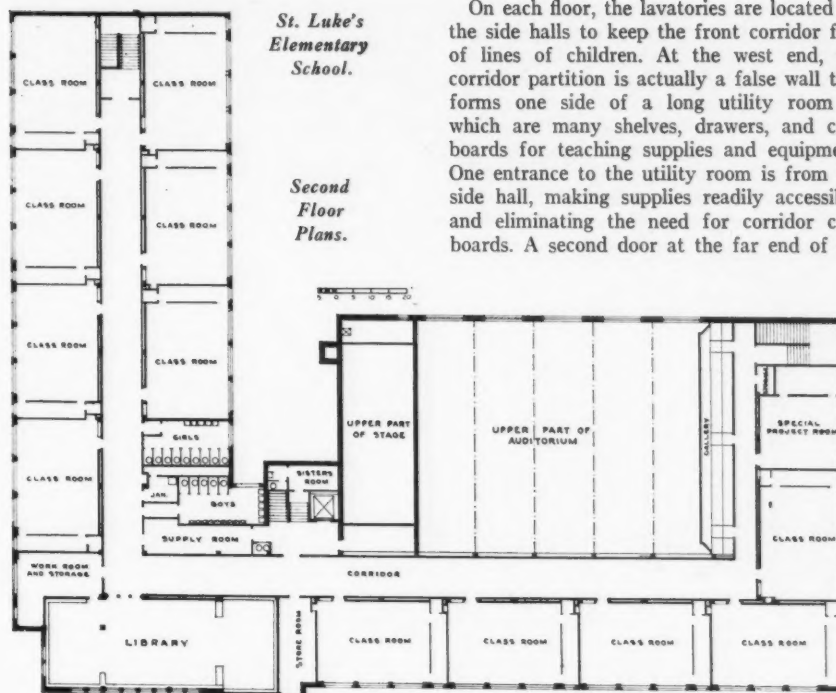 St. Luke's
Elementary
School.
On each floor, the lavatories are located
the side halls to keep the front corridor
of lines of children. At the west end,
corridor partition is actually a false wall
forms one side of a long utility room
which are many shelves, drawers, and
boards for teaching supplies and equipme
One entrance to the utility room is from
side hall, making supplies readily accessi
and eliminating the need for corridor
boards. A second door at the far end of
Second
Floor
Plans.
5 0 5 10 15 20
CLASS ROOM
CLASS ROOM
CLASS ROOM
CLASS ROOM
CLASS ROOM
CLASS ROOM
CLASS ROOM
GIRLS
JAN.
BOYS
SUPPLY ROOM
SISTERS
ROOM
UPPER PART
OF STAGE
UPPER PART OF
AUDITORIUM
GALLERY
SPECIAL
PROJECT ROOM
CLASS ROOM
WORK ROOM
AND STORAGE
CORRIDOR
LIBRARY
STORE ROOM
CLASS ROOM
CLASS ROOM
CLASS ROOM
CLASS ROOM